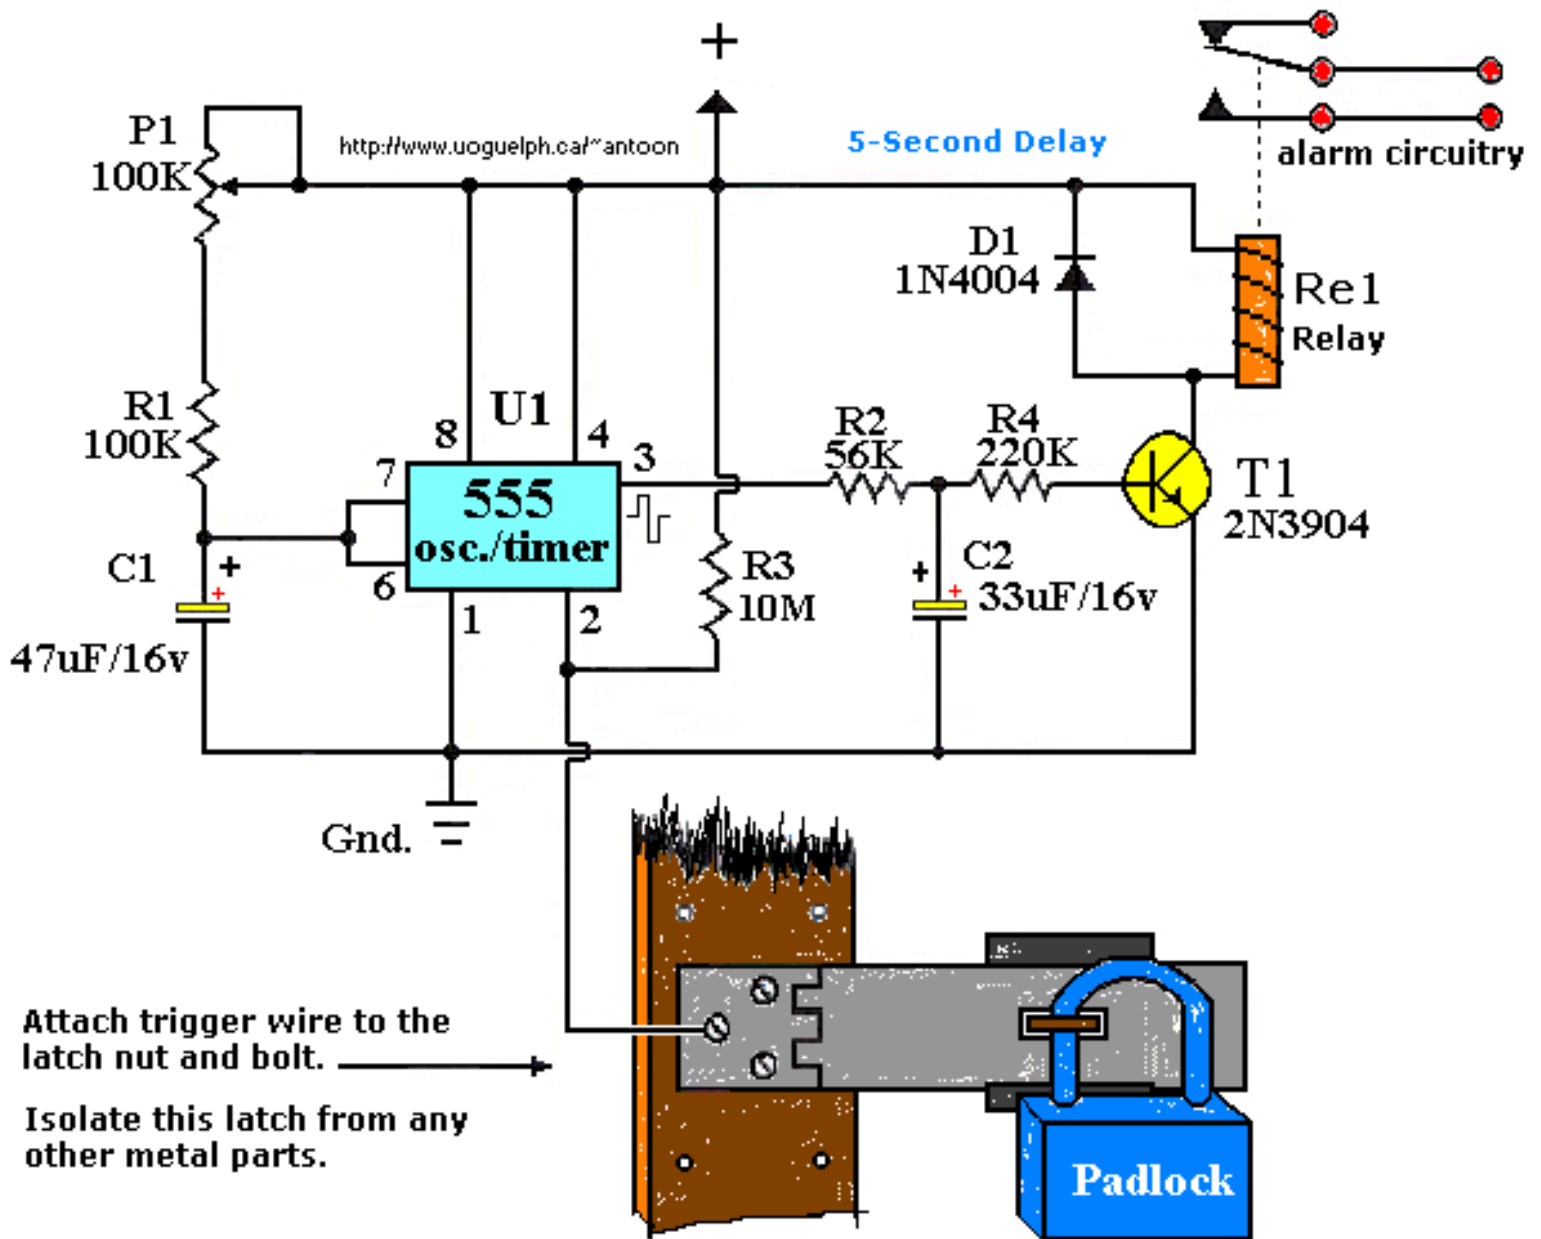 +
P1
100K
http://www.uoguelph.ca/~antoon
5-Second Delay
alarm circuitry
D1
1N4004
Re1
Relay
R1
100K
U1
8
4
3
7
555
osc./timer
6
1
2
R2
56K
R4
220K
T1
2N3904
C1
+
+
47uF/16v
R3
10M
C2
+
+
33uF/16v
Gnd.
Attach trigger wire to the
latch nut and bolt.
Isolate this latch from any
other metal parts.
Padlock